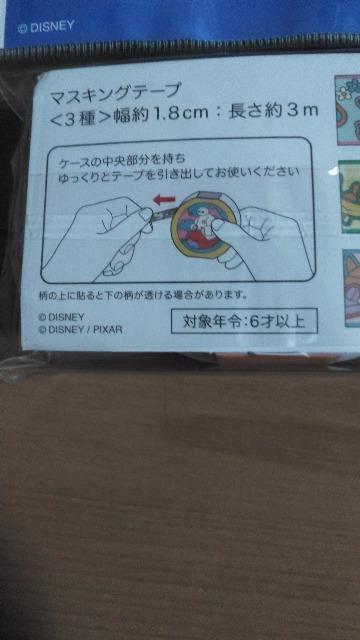 © DISNEY
マスキングテープ
<3種>幅約1.8cm：長さ約3m
ケースの中央部分を持ち
ゆっくりとテープを引き出してお使いください
柄の上に貼ると下の柄が透ける場合があります。
© DISNEY
© DISNEY / PIXAR
対象年令:6才以上